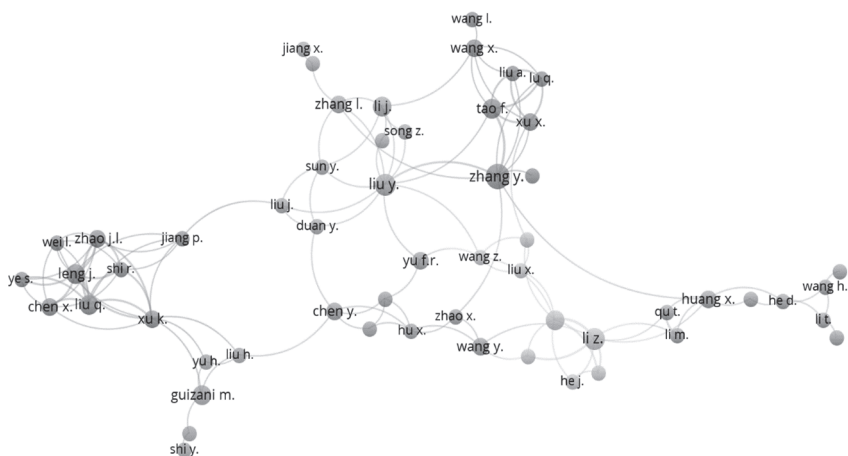 wang l.
jiang x.
wang x.
liu a.
lu q.
zhang l.
li j.
tao f.
xu x.
song z.
sun y.
liu y.
zhang y.
liu j.
duan y.
wei l.
zhao j.l.
jiang p.
yu f.r.
wang z.
liu x.
ye s.
leng j.
shi r.
chen x.
liu q.
xu k.
chen y.
hu x.
zhao x.
wang y.
li z.
qu t.
li m.
huang x.
he d.
wang h.
li t.
yu h.
liu h.
he j.
guizani m.
shi y.